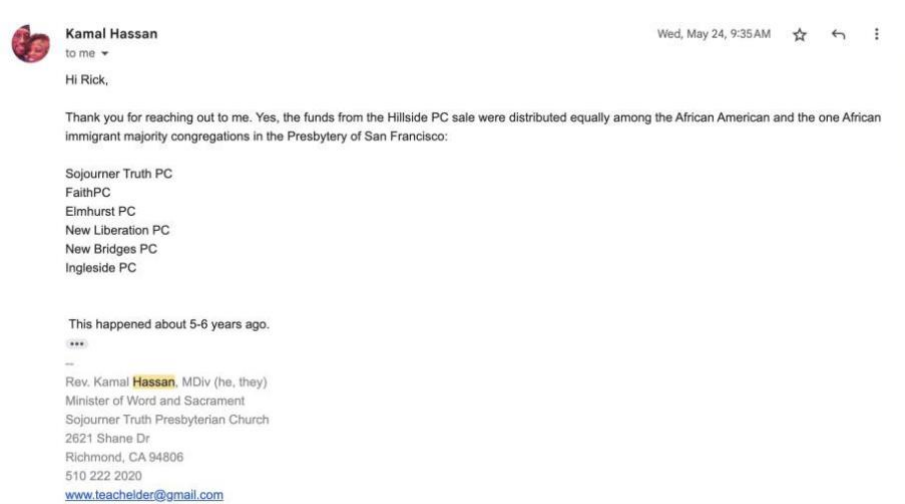 Kamal Hassan
Wed, May 24, 9:35 AM
to me
Hi Rick,
Thank you for reaching out to me. Yes, the funds from the Hillside PC sale were distributed equally among the African American and the one African
immigrant majority congregations in the Presbytery of San Francisco:
Sojourner Truth PC
FaithPC
Elmhurst PC
New Liberation PC
New Bridges PC
Ingleside PC
This happened about 5-6 years ago.
--
Rev. Kamal Hassan, MDiv (he, they)
Minister of Word and Sacrament
Sojourner Truth Presbyterian Church
2621 Shane Dr
Richmond, CA 94806
510 222 2020
www.teachelder@gmail.com